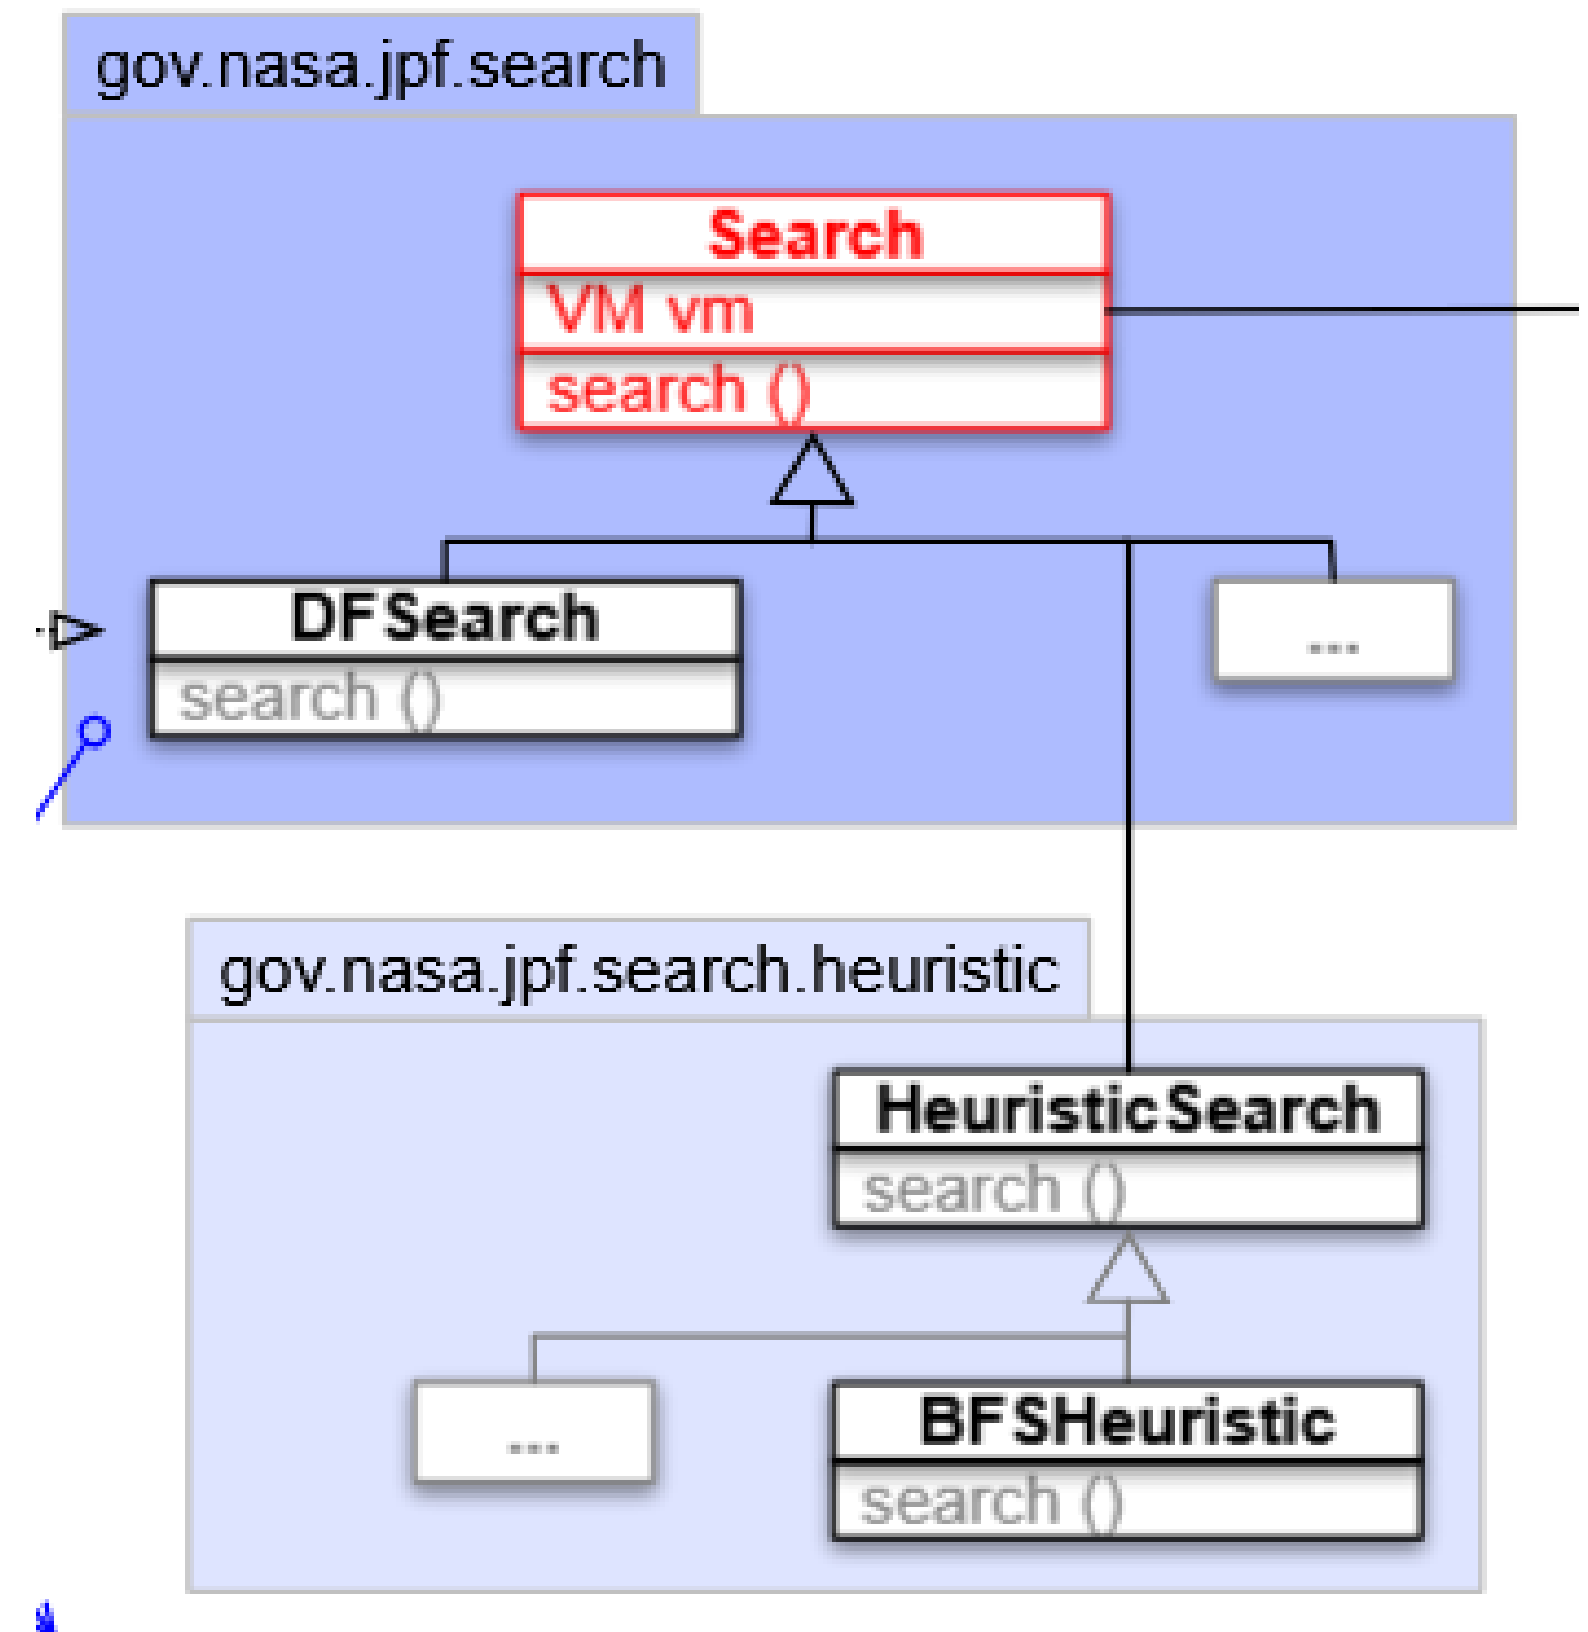 gov.nasa.jpf.search
Search
VM vm
search ()
DFSearch
search ()
...
gov.nasa.jpf.search.heuristic
HeuristicSearch
search ()
...
BFSHeuristic
search ()